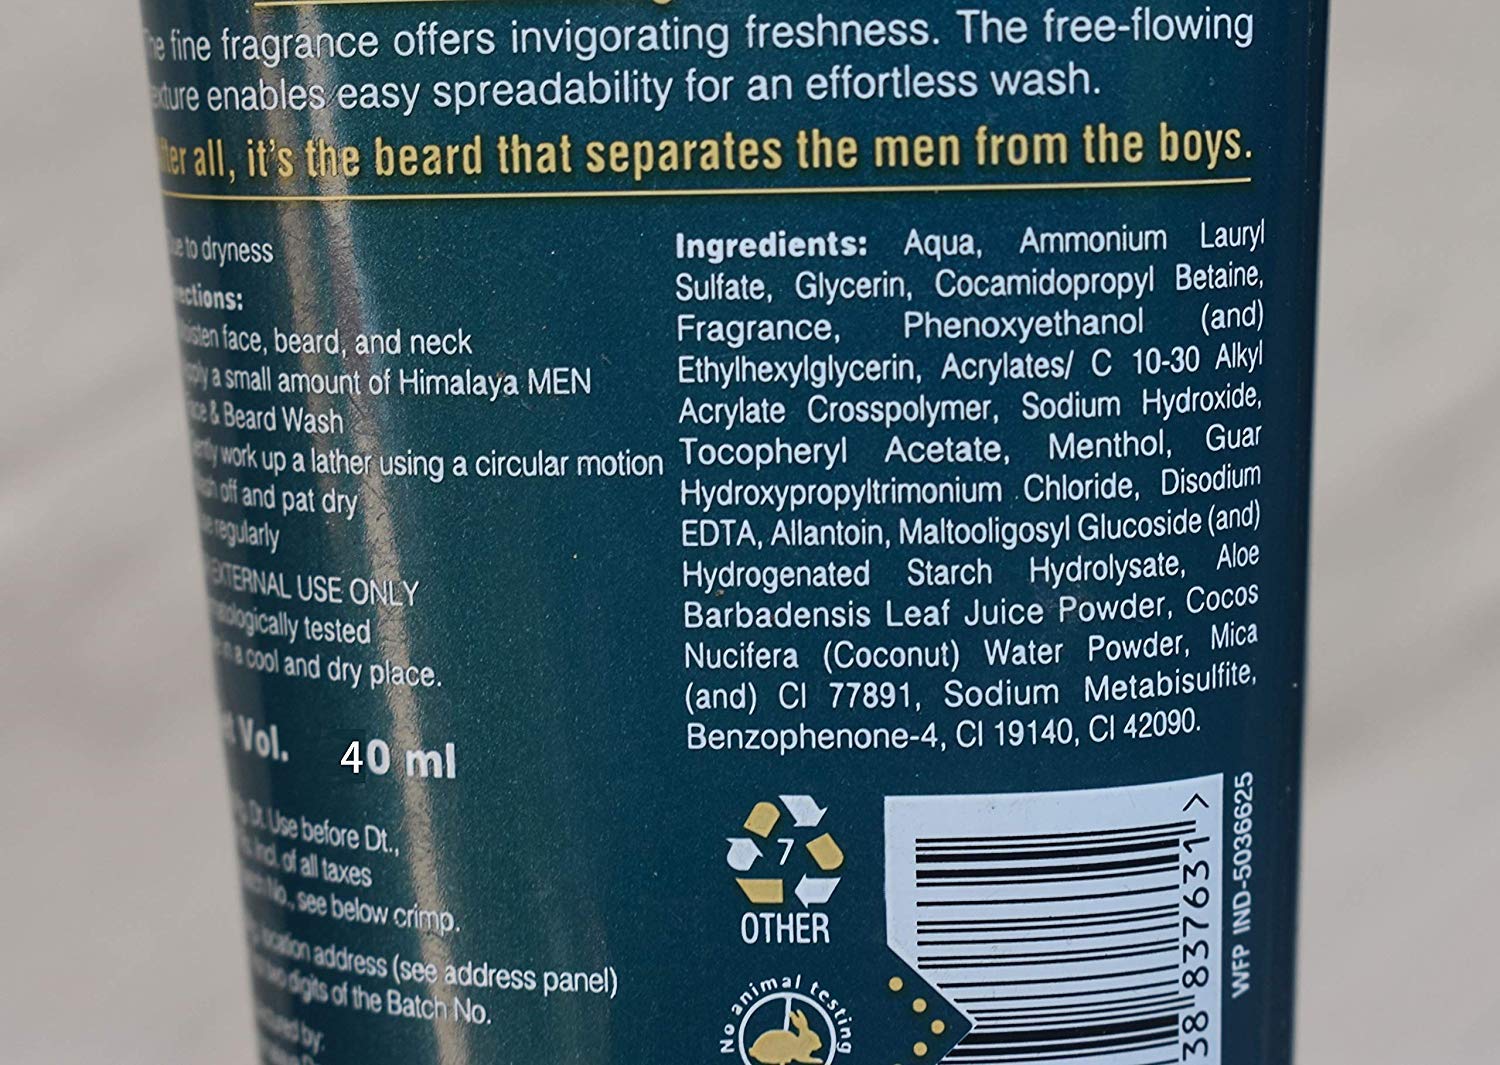 fine fragrance offers invigorating freshness. The free-flowing
enables easy spreadability for an effortless wash.
all, it's the beard that separates the men from the boys.
to dryness
face, beard, and neck
a small amount of Himalaya MEN
& Beard Wash
work up a lather using a circular motion
off and pat dry
regularly
EXTERNAL USE ONLY
tested
a cool and dry place.
Vol. 40 ml
Use before Dt.,
of all taxes
No., see below crimp.
address (see address panel)
digits of the Batch No.
by:
Ingredients: Aqua, Ammonium Lauryl
Sulfate, Glycerin, Cocamidopropyl Betaine,
Fragrance, Phenoxyethanol (and)
Ethylhexylglycerin, Acrylates/ C 10-30 Alkyl
Acrylate Crosspolymer, Sodium Hydroxide,
Tocopheryl Acetate, Menthol, Guar
Hydroxypropyltrimonium Chloride, Disodium
EDTA, Allantoin, Maltooligosyl Glucoside (and)
Hydrogenated Starch Hydrolysate, Aloe
Barbadensis Leaf Juice Powder, Cocos
Nucifera (Coconut) Water Powder, Mica
(and) CI 77891, Sodium Metabisulfite,
Benzophenone-4, CI 19140, CI 42090.
7
OTHER
No animal testing
38 837631 >
WFP IND-5036625